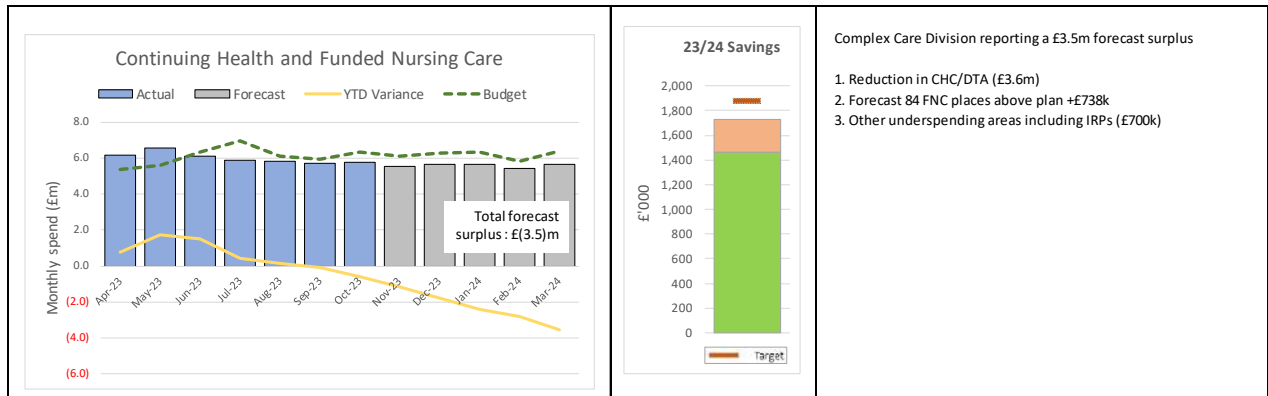 Continuing Health and Funded Nursing Care
Actual Forecast YTD Variance Budget
Monthly spend (£m)
8.0
6.0
4.0
2.0
0.0
(2.0)
(4.0)
(6.0)
Apr-23 May-23 Jun-23 Jul-23 Aug-23 Sep-23 Oct-23 Nov-23 Dec-23 Jan-24 Feb-24 Mar-24
Total forecast
surplus : £(3.5)m
23/24 Savings
£'000
2,000
1,800
1,600
1,400
1,200
1,000
800
600
400
200
0
Target
Complex Care Division reporting a £3.5m forecast surplus
1. Reduction in CHC/DTA (£3.6m)
2. Forecast 84 FNC places above plan +£738k
3. Other underspending areas including IRPs (£700k)